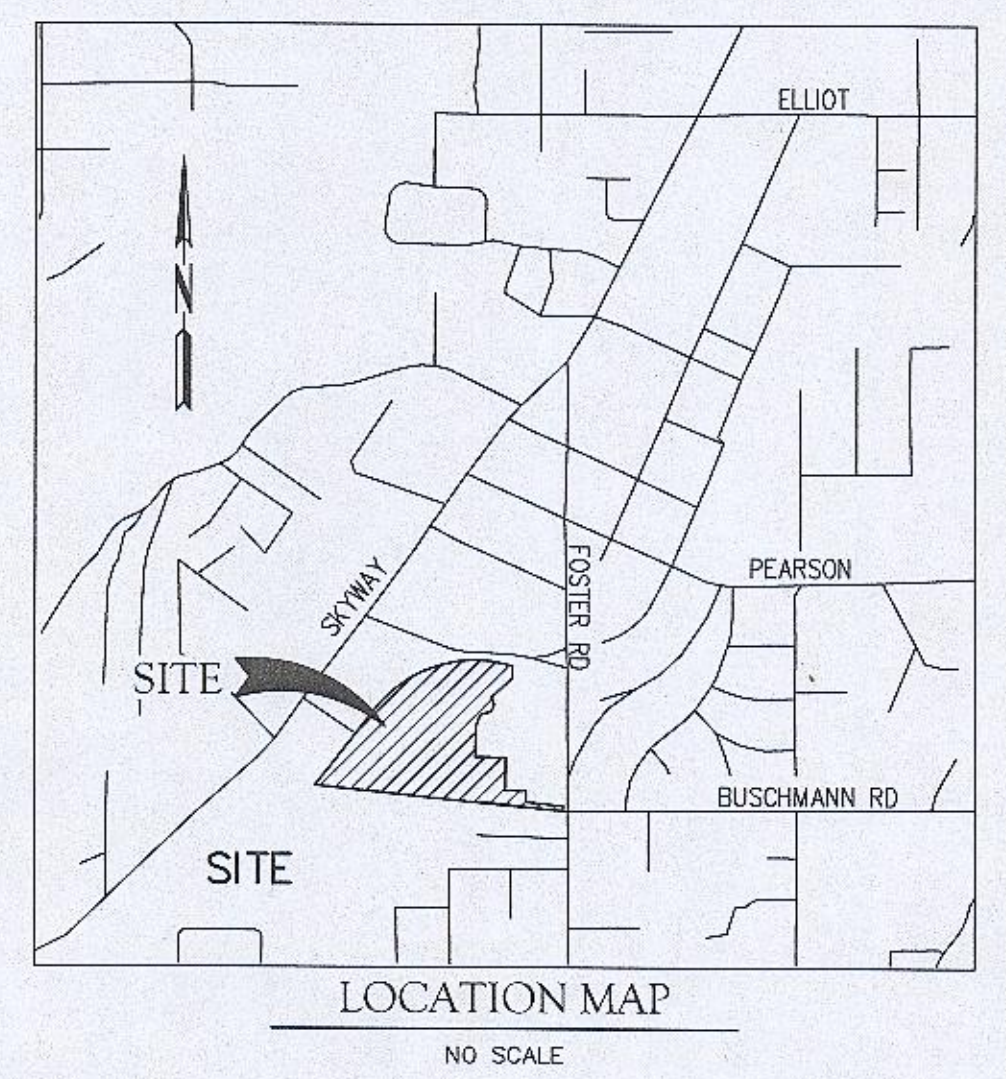 ELLIOT
N
FOSTER RD
PEARSON
SKYWAY
SITE
BUSCHMANN RD
SITE
LOCATION MAP
NO SCALE